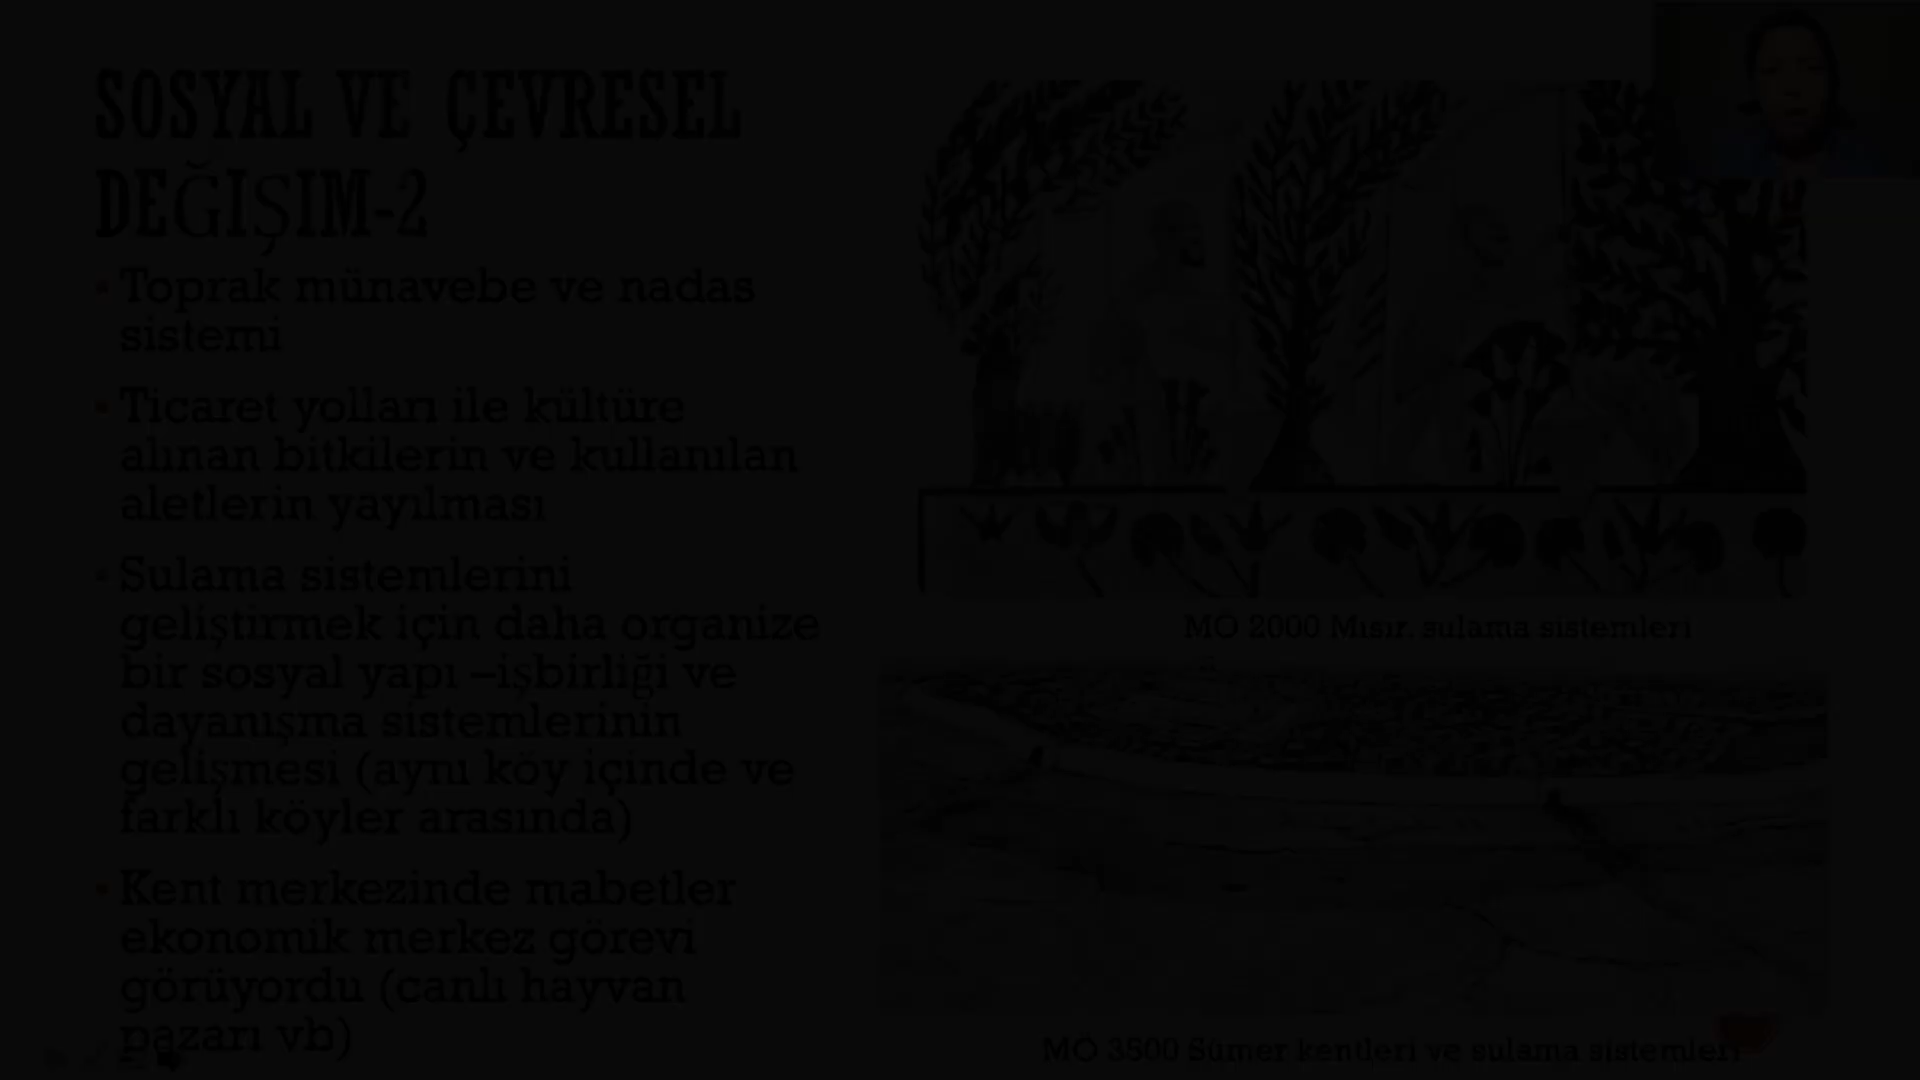 SOSYAL VE ÇEVRESEL
DEĞIŞIM-2
Toprak münavebe ve nadas
sistemi
Ticaret yolları ile kültüre
alınan bitkilerin ve kullanılan
aletlerin yayılması
Sulama sistemlerini
geliştirmek için daha organize
bir sosyal yapı –işbirliği ve
dayanışma sistemlerinin
gelişmesi (aynı köy içinde ve
farklı köyler arasında)
Kent merkezinde mabetler
ekonomik merkez görevi
görüyordu (canlı hayvan
pazarı vb)
MÖ 2000 Mısır, sulama sistemleri
MÖ 3500 Sümer kentleri ve sulama sistemleri